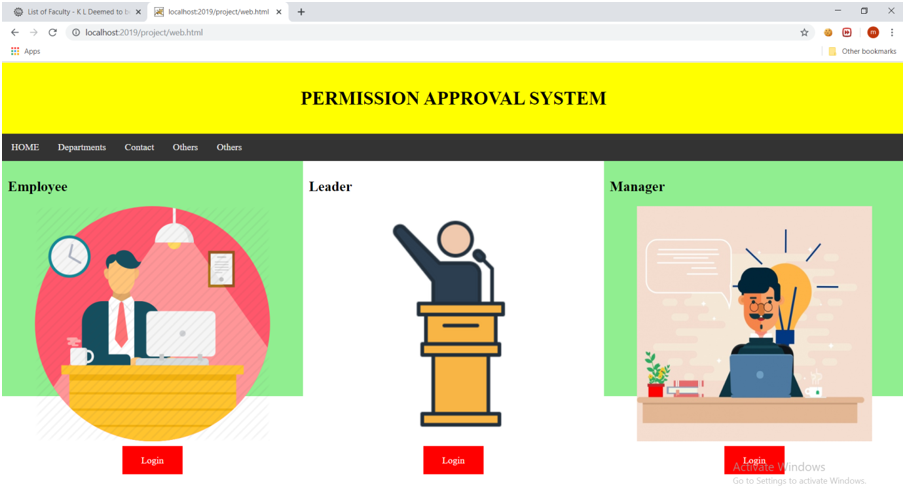 List of Faculty - K L Deemed to b
localhost:2019/project/web.html
localhost:2019/project/web.html
m
Apps
Other bookmarks
PERMISSION APPROVAL SYSTEM
HOME Departments Contact Others Others
Employee
Leader
Manager
Login
Login
Login
Activate Windows
Go to Settings to activate Windows.